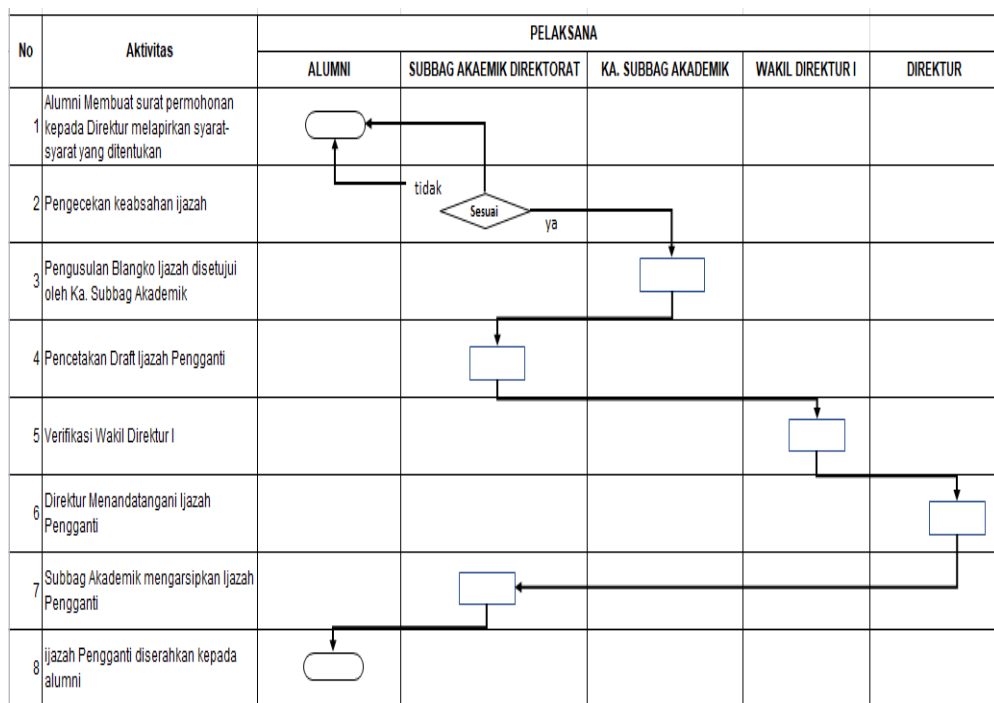 No
Aktivitas
PELAKSANA
ALUMNI
SUBBAG AKAEMIK DIREKTORAT
KA. SUBBAG AKADEMIK
WAKIL DIREKTUR I
DIREKTUR
1
Alumni Membuat surat permohonan
kepada Direktur melapirkan syarat-
syarat yang ditentukan
2
Pengecekan keabsahan ijazah
tidak
Sesuai
ya
3
Pengusulan Blangko Ijazah disetujui
oleh Ka. Subbag Akademik
4
Pencetakan Draft Ijazah Pengganti
5
Verifikasi Wakil Direktur I
6
Direktur Menandatangani Ijazah
Pengganti
7
Subbag Akademik mengarsipkan Ijazah
Pengganti
8
ijazah Pengganti diserahkan kepada
alumni